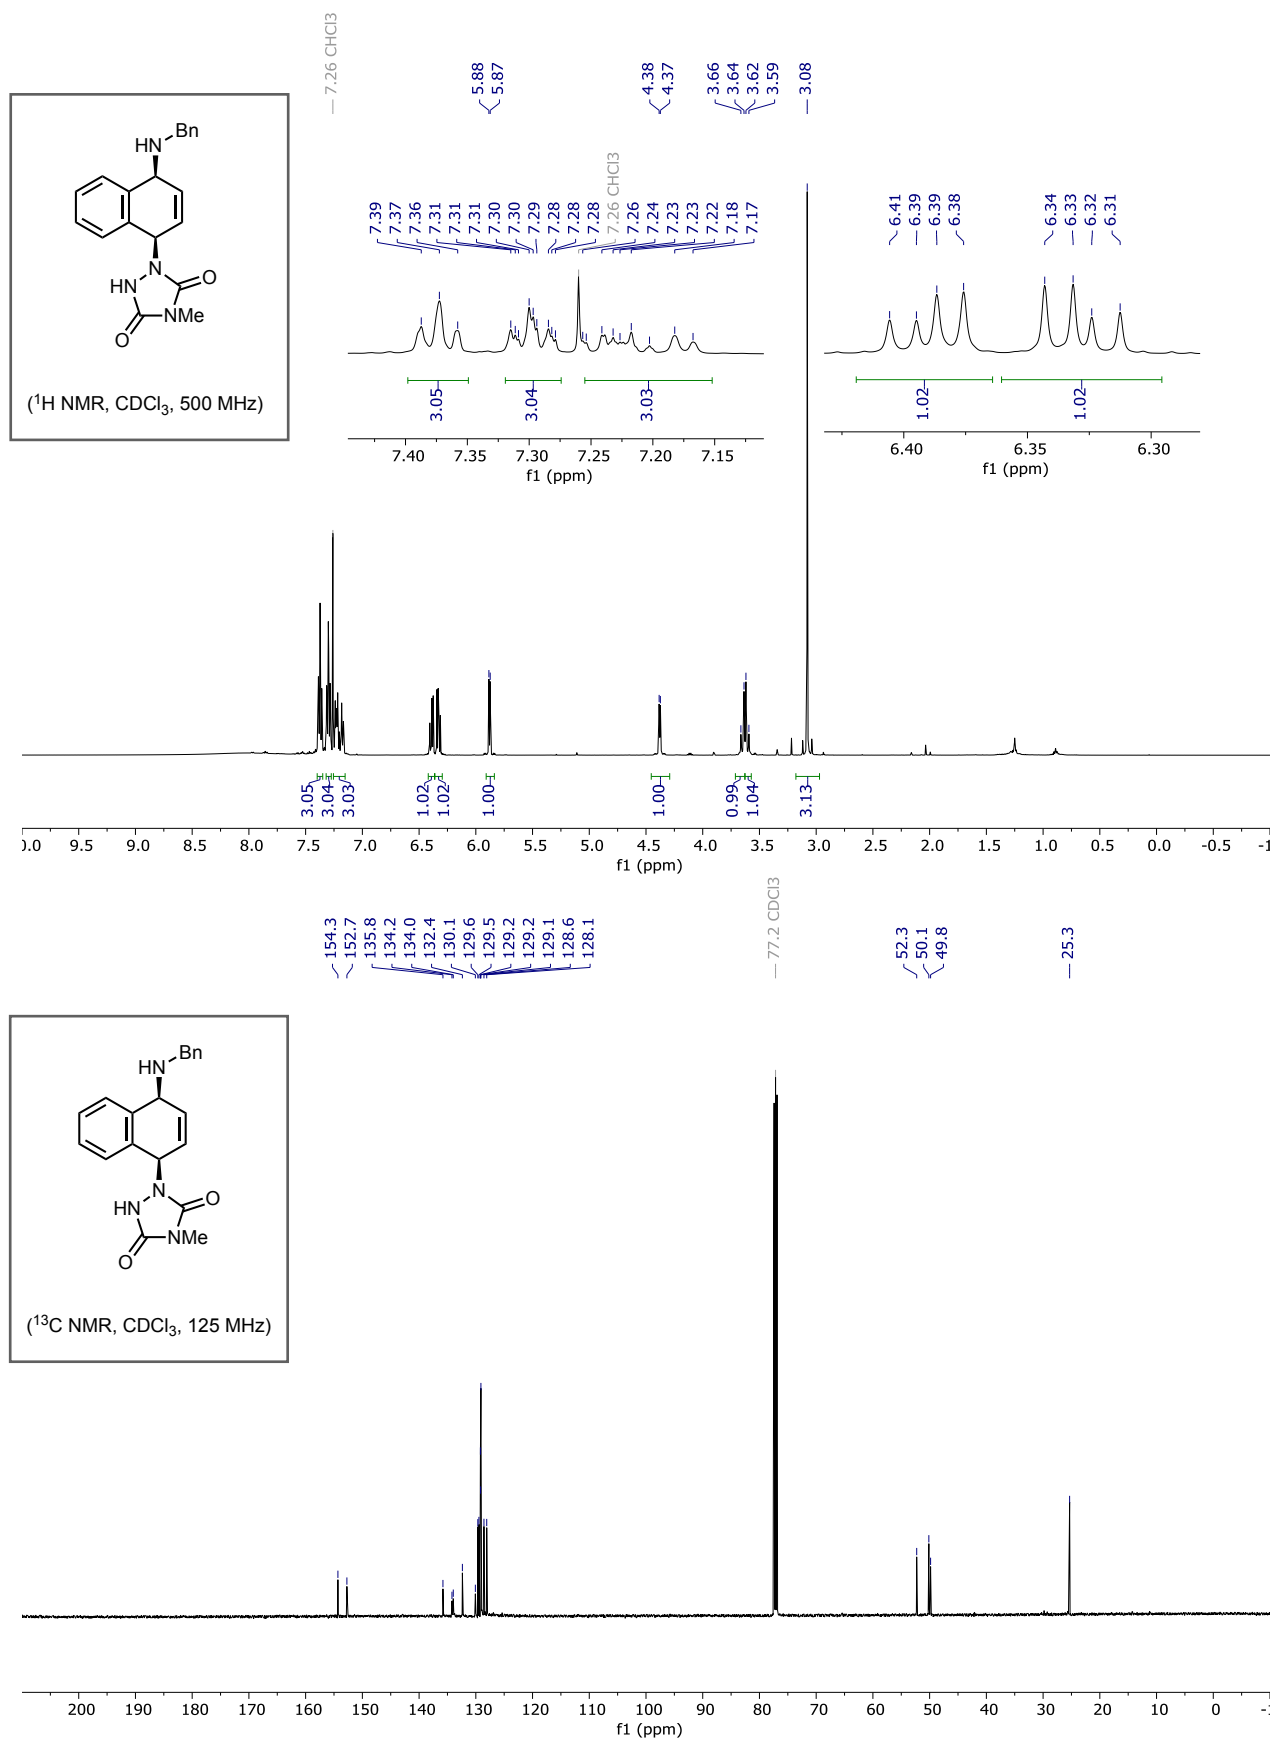 7.26 CHCl3
5.88
5.87
4.38
4.37
3.66
3.64
3.62
3.59
3.08
HN
Bn
N
HN
O
N
Me
O
(¹H NMR, CDCl₃, 500 MHz)
7.39
7.37
7.36
7.31
7.31
7.31
7.30
7.30
7.29
7.28
7.28
7.28
7.26 CHCl3
7.26
7.24
7.23
7.23
7.22
7.18
7.17
3.05
3.04
3.03
7.40 7.35 7.30 7.25 7.20 7.15
f1 (ppm)
6.41
6.39
6.39
6.38
6.34
6.33
6.32
6.31
1.02
1.02
6.40 6.35 6.30
f1 (ppm)
3.05
3.04
3.03
1.02
1.02
1.00
1.00
0.99
1.04
3.13
0.0 9.5 9.0 8.5 8.0 7.5 7.0 6.5 6.0 5.5 5.0 4.5 4.0 3.5 3.0 2.5 2.0 1.5 1.0 0.5 0.0 -0.5 -1
f1 (ppm)
154.3
152.7
135.8
134.2
134.0
132.4
130.1
129.6
129.5
129.2
129.2
129.1
128.6
128.1
77.2 CDCl3
52.3
50.1
49.8
25.3
HN
Bn
N
HN
O
N
Me
O
(¹³C NMR, CDCl₃, 125 MHz)
200 190 180 170 160 150 140 130 120 110 100 90 80 70 60 50 40 30 20 10 0 -1
f1 (ppm)